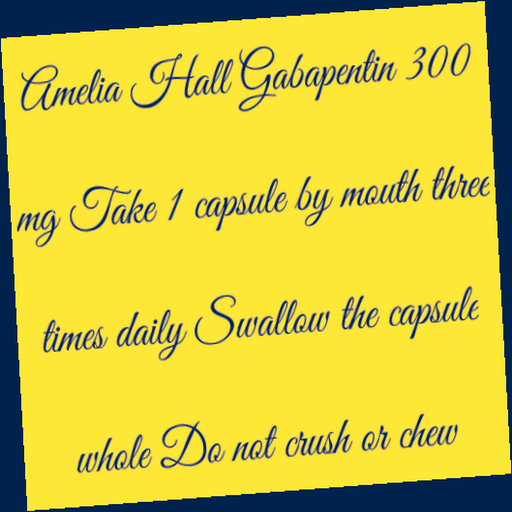 Amelia Hall Gabapentin 300
mg Take 1 capsule by mouth three
times daily Swallow the capsule
whole Do not crush or chew